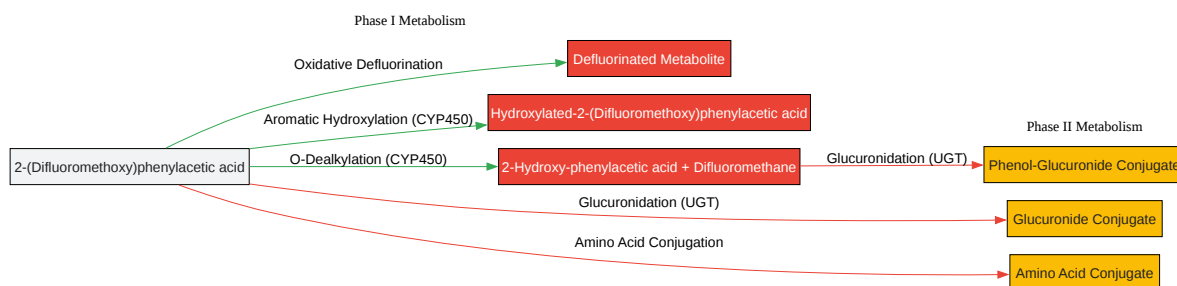 Phase I Metabolism
Oxidative Defluorination
Defluorinated Metabolite
Aromatic Hydroxylation (CYP450)
Hydroxylated-2-(Difluoromethoxy)phenylacetic acid
Phase II Metabolism
2-(Difluoromethoxy)phenylacetic acid
O-Dealkylation (CYP450)
2-Hydroxy-phenylacetic acid + Difluoromethane
Glucuronidation (UGT)
Phenol-Glucuronide Conjugate
Glucuronidation (UGT)
Glucuronide Conjugate
Amino Acid Conjugation
Amino Acid Conjugate